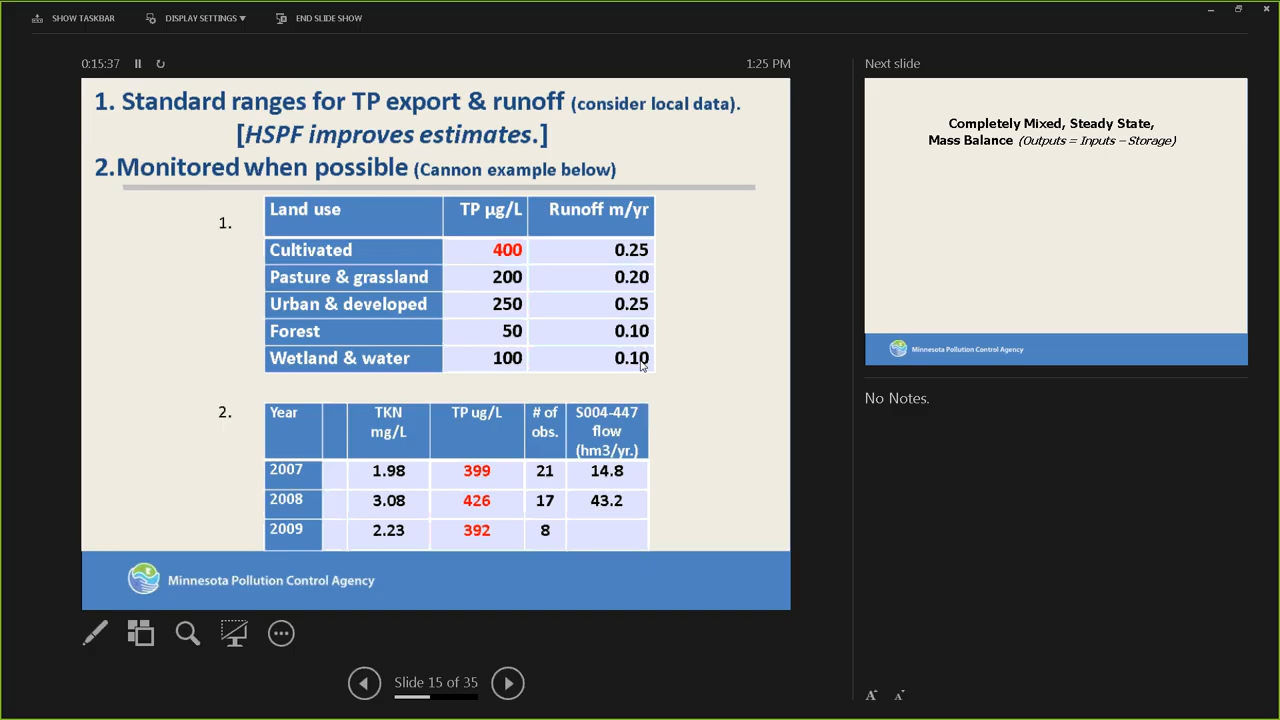 SHOW TASKBAR DISPLAY SETTINGS ▼ END SLIDE SHOW
0:15:37 1:25 PM
1. Standard ranges for TP export & runoff (consider local data).
[HSPF improves estimates.]
2.Monitored when possible (Cannon example below)
1.
Land use TP µg/L Runoff m/yr
Cultivated 400 0.25
Pasture & grassland 200 0.20
Urban & developed 250 0.25
Forest 50 0.10
Wetland & water 100 0.10
2.
Year TKN mg/L TP ug/L # of obs. S004-447 flow (hm3/yr.)
2007 1.98 399 21 14.8
2008 3.08 426 17 43.2
2009 2.23 392 8
Minnesota Pollution Control Agency
Slide 15 of 35
Next slide
Completely Mixed, Steady State,
Mass Balance (Outputs = Inputs – Storage)
Minnesota Pollution Control Agency
No Notes.
A A